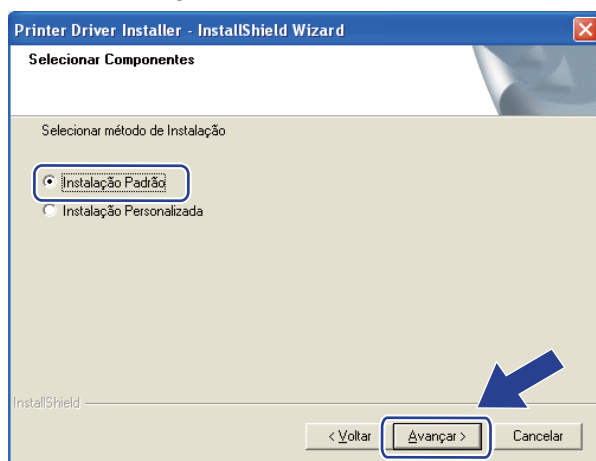 Printer Driver Installer - InstallShield Wizard
Selecionar Componentes
Selecionar método de Instalação
Instalação Padrão
Instalação Personalizada
InstallShield
< Voltar Avançar > Cancelar